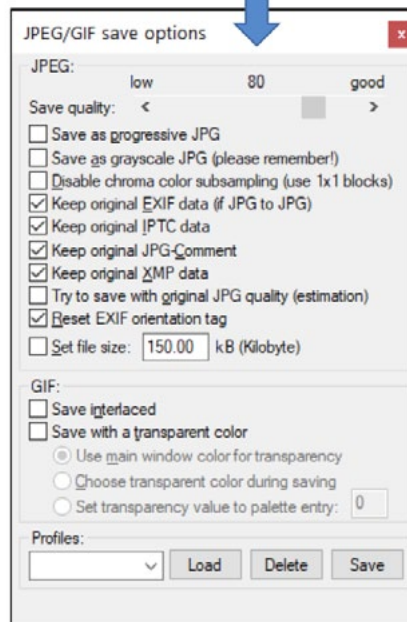 JPEG/GIF save options x
JPEG:
low 80 good
Save quality: < >
Save as progressive JPG
Save as grayscale JPG (please remember!)
Disable chroma color subsampling (use 1x1 blocks)
Keep original EXIF data (if JPG to JPG)
Keep original IPTC data
Keep original JPG-Comment
Keep original XMP data
Try to save with original JPG quality (estimation)
Reset EXIF orientation tag
Set file size: 150.00 kB (Kilobyte)
GIF:
Save interlaced
Save with a transparent color
Use main window color for transparency
Choose transparent color during saving
Set transparency value to palette entry: 0
Profiles:
Load Delete Save